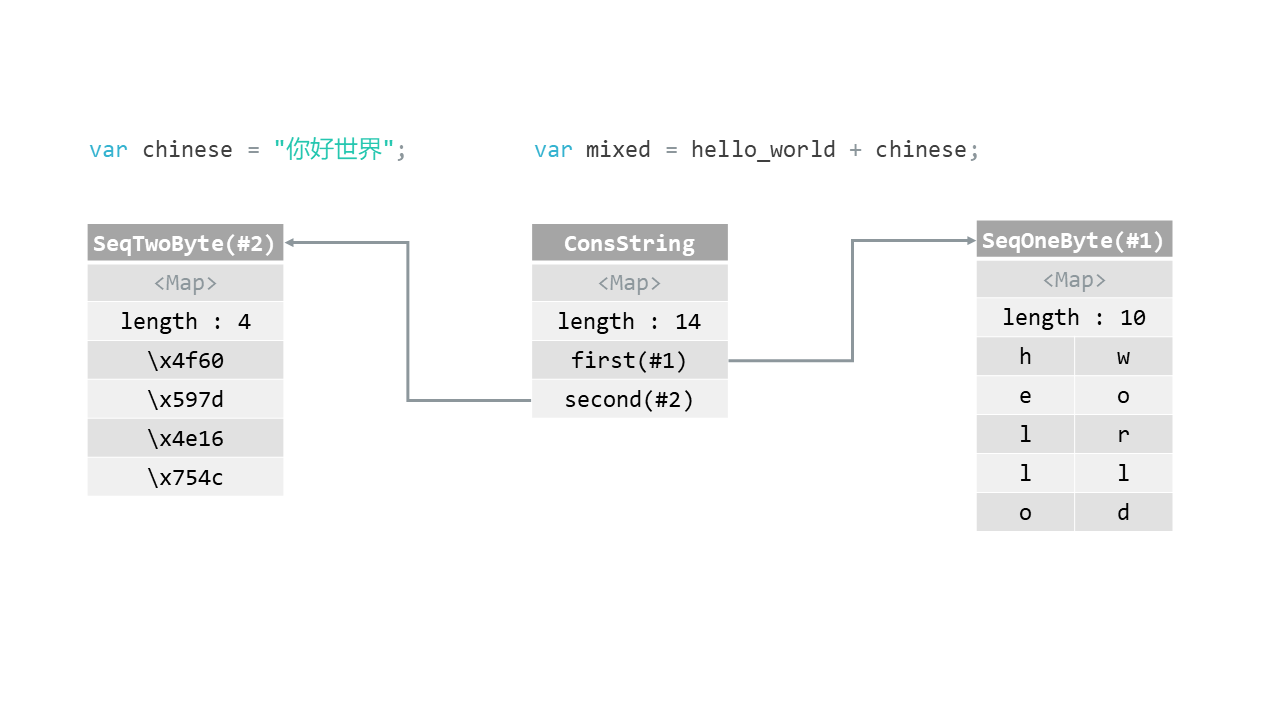 var chinese = "你好世界";
var mixed = hello_world + chinese;
SeqTwoByte(#2)
<Map>
length : 4
\x4f60
\x597d
\x4e16
\x754c
ConsString
<Map>
length : 14
first(#1)
second(#2)
SeqOneByte(#1)
<Map>
length : 10
h w
e o
l r
l l
o d